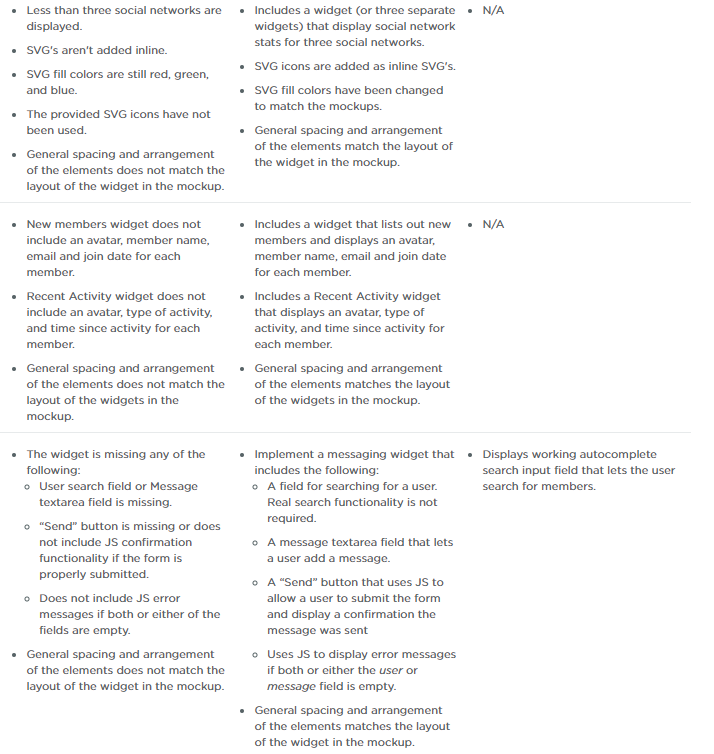 Less than three social networks are
displayed.
SVG's aren't added inline.
SVG fill colors are still red, green,
and blue.
The provided SVG icons have not
been used.
General spacing and arrangement
of the elements does not match the
layout of the widget in the mockup.
Includes a widget (or three separate
widgets) that display social network
stats for three social networks.
SVG icons are added as inline SVG's.
SVG fill colors have been changed
to match the mockups.
General spacing and arrangement
of the elements match the layout of
the widget in the mockup.
N/A
New members widget does not
include an avatar, member name,
email and join date for each
member.
Recent Activity widget does not
include an avatar, type of activity,
and time since activity for each
member.
General spacing and arrangement
of the elements does not match the
layout of the widgets in the
mockup.
Includes a widget that lists out new
members and displays an avatar,
member name, email and join date
for each member.
Includes a Recent Activity widget
that displays an avatar, type of
activity, and time since activity for
each member.
General spacing and arrangement
of the elements matches the layout
of the widgets in the mockup.
N/A
The widget is missing any of the
following:
User search field or Message
textarea field is missing.
“Send” button is missing or does
not include JS confirmation
functionality if the form is
properly submitted.
Does not include JS error
messages if both or either of the
fields are empty.
General spacing and arrangement
of the elements does not match the
layout of the widget in the mockup.
Implement a messaging widget that
includes the following:
A field for searching for a user.
Real search functionality is not
required.
A message textarea field that lets
a user add a message.
A “Send” button that uses JS to
allow a user to submit the form
and display a confirmation the
message was sent
Uses JS to display error messages
if both or either the user or
message field is empty.
General spacing and arrangement
of the elements matches the layout
of the widget in the mockup.
Displays working autocomplete
search input field that lets the user
search for members.